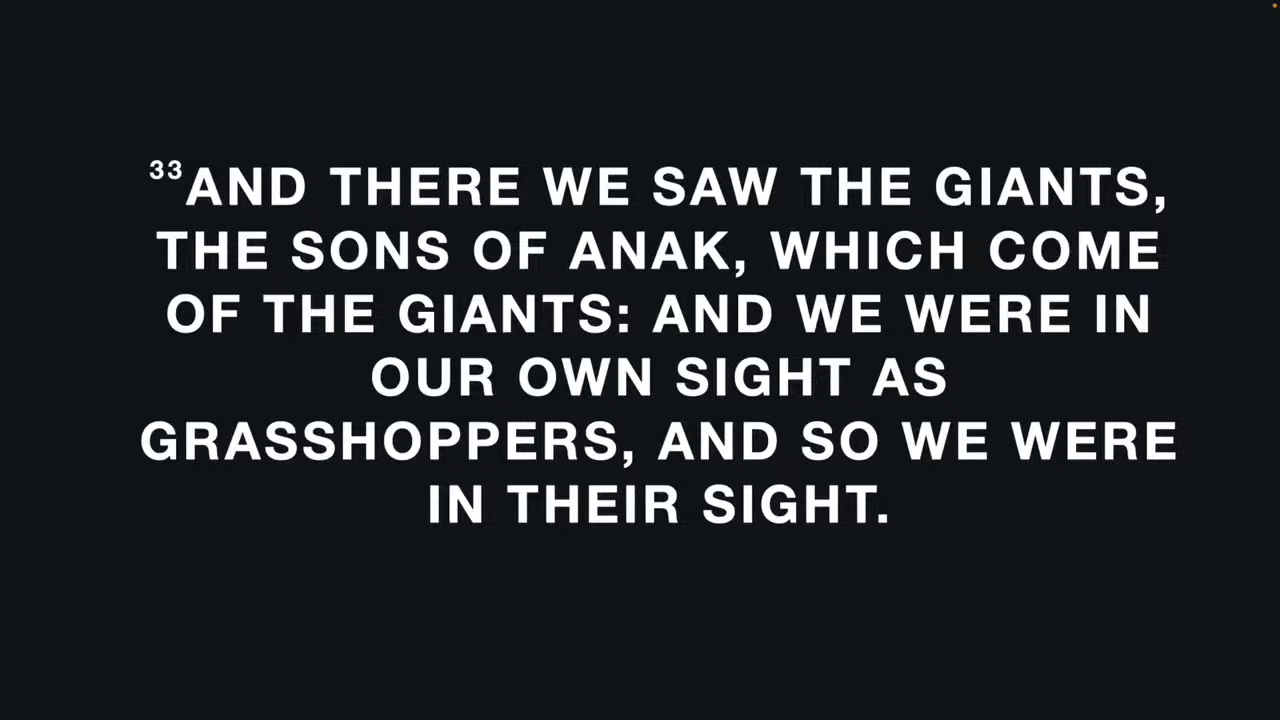 33AND THERE WE SAW THE GIANTS,
THE SONS OF ANAK, WHICH COME
OF THE GIANTS: AND WE WERE IN
OUR OWN SIGHT AS
GRASSHOPPERS, AND SO WE WERE
IN THEIR SIGHT.